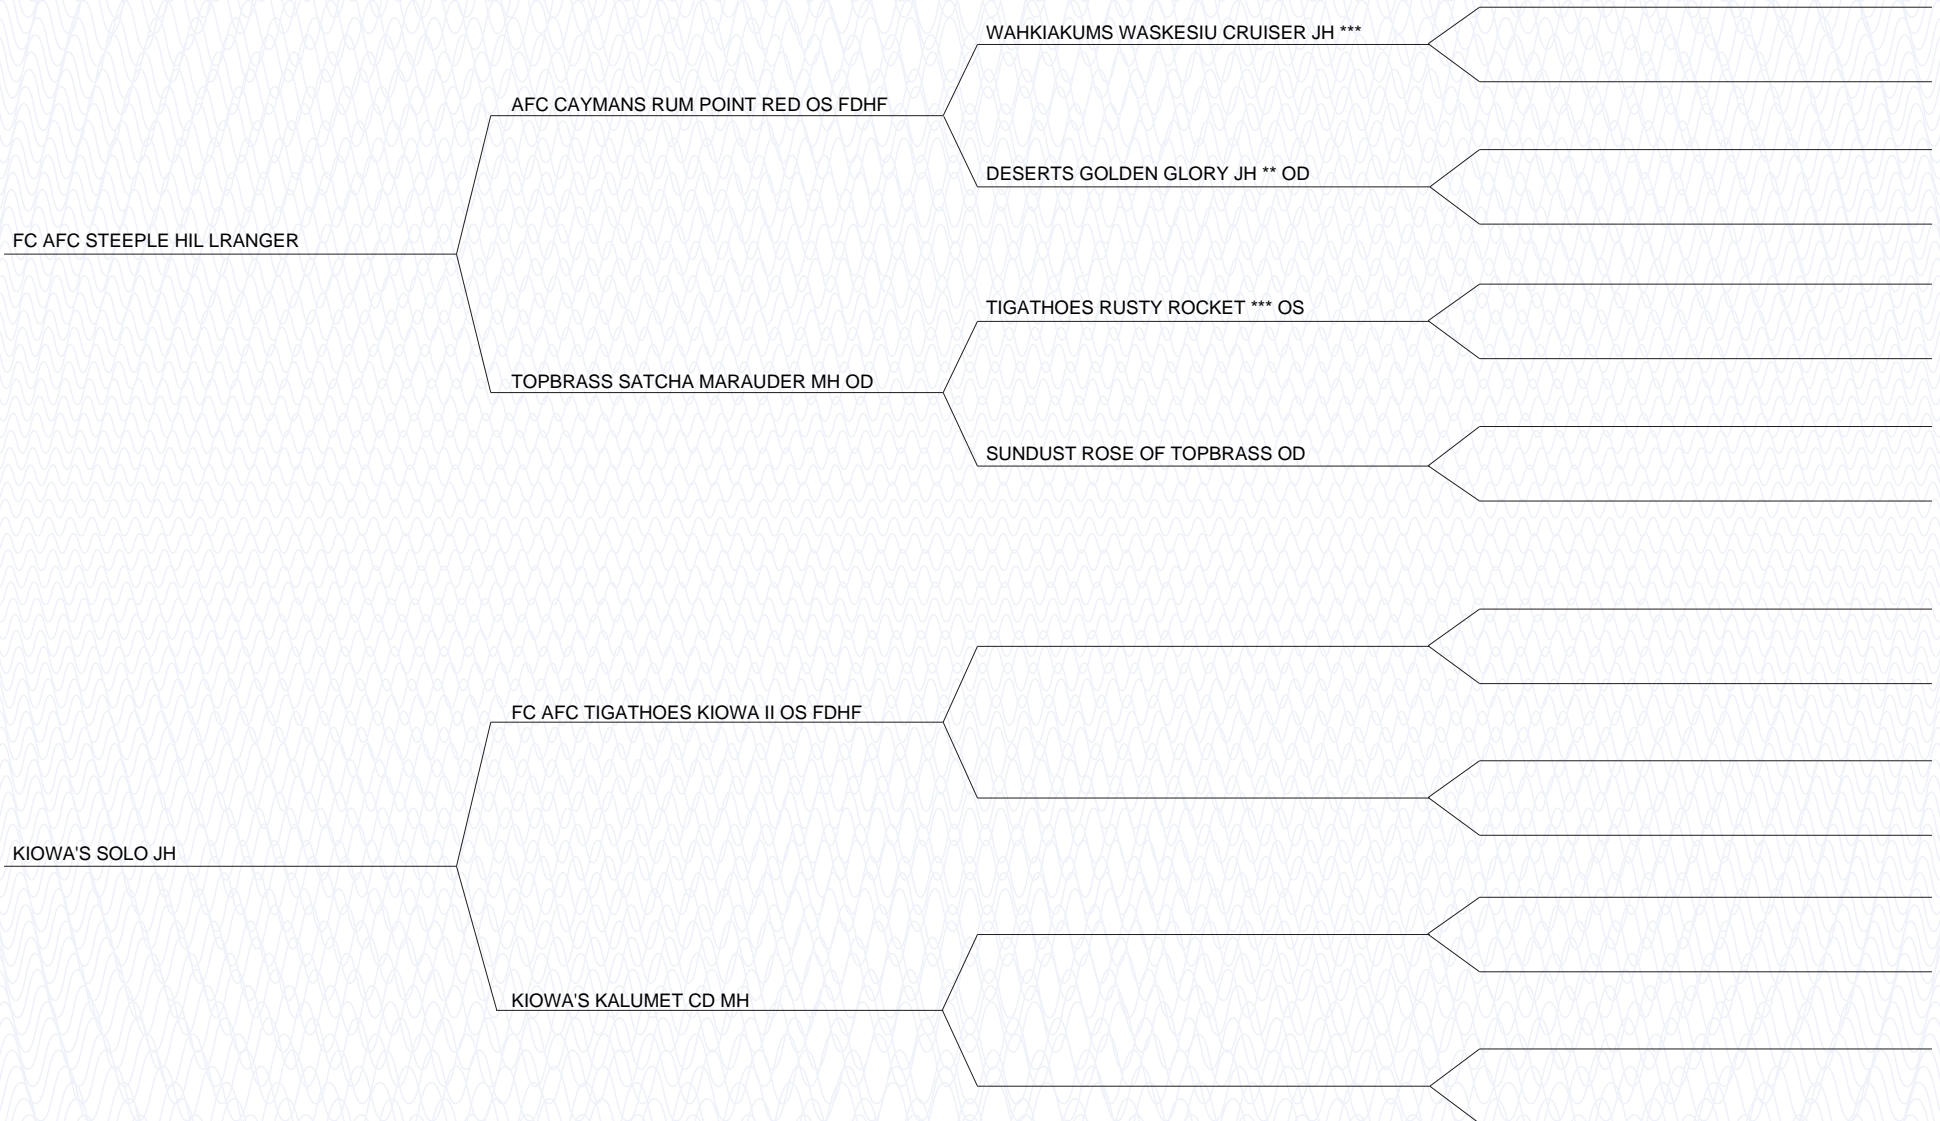 WAHKIAKUMS WASKESIU CRUISER JH ***
AFC CAYMANS RUM POINT RED OS FDHF
DESERTS GOLDEN GLORY JH ** OD
FC AFC STEEPLE HIL LRANGER
TIGATHOES RUSTY ROCKET *** OS
TOPBRASS SATCHA MARAUDER MH OD
SUNDUST ROSE OF TOPBRASS OD
FC AFC TIGATHOES KIOWA II OS FDHF
KIOWA'S SOLO JH
KIOWA'S KALUMET CD MH